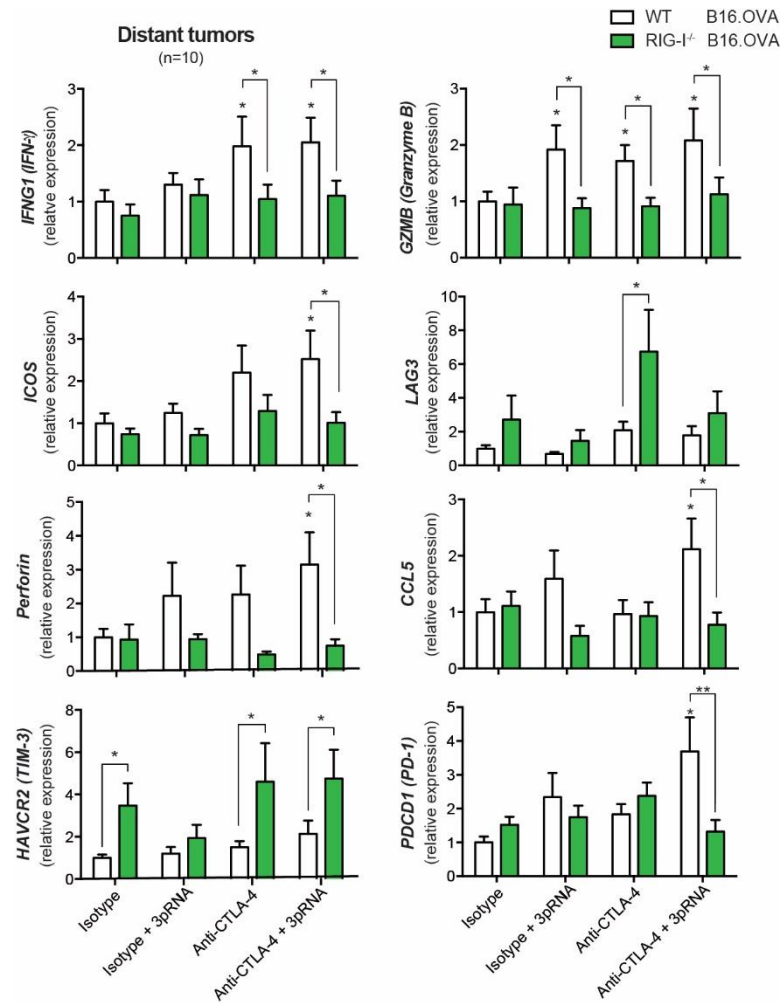 WT B16.OVA
RIG-I-/- B16.OVA
Distant tumors
(n=10)
IFNG1 (IFN-γ)
(relative expression)
3
2
1
0
*
*
*
*
GZMB (Granzyme B)
(relative expression)
3
2
1
0
*
*
*
*
*
*
ICOS
(relative expression)
4
3
2
1
0
*
*
LAG3
(relative expression)
10
8
6
4
2
0
*
Perforin
(relative expression)
5
4
3
2
1
0
*
*
CCL5
(relative expression)
3
2
1
0
*
*
HAVCR2 (TIM-3)
(relative expression)
8
6
4
2
0
*
*
*
Isotype
Isotype + 3pRNA
Anti-CTLA-4
Anti-CTLA-4 + 3pRNA
PDCD1 (PD-1)
(relative expression)
5
4
3
2
1
0
**
*
Isotype
Isotype + 3pRNA
Anti-CTLA-4
Anti-CTLA-4 + 3pRNA